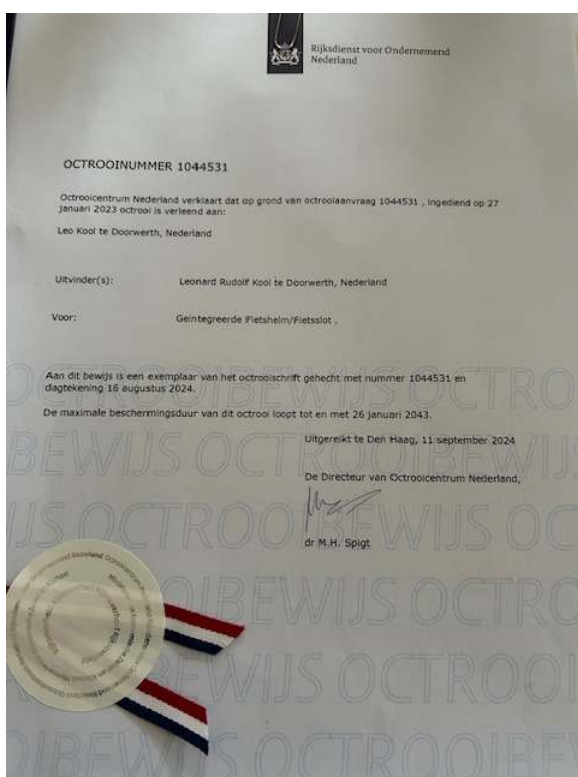 Rijksdienst voor Ondernemend
Nederland
OCTROOINUMMER 1044531
Octrooicentrum Nederland verklaart dat op grond van octrooiaanvraag 1044531 , ingediend op 27
januari 2023 octrooi is verleend aan:
Leo Kooi te Doorwerth, Nederland
Uitvinder(s): Leonard Rudolf Kooi te Doorwerth, Nederland
Voor: Geïntegreerde Fietshelm/Fietsslot .
Aan dit bewijs is een exemplaar van het octrooischrift gehecht met nummer 1044531 en
dagtekening 16 augustus 2024.
De maximale beschermingsduur van dit octrooi loopt tot en met 26 januari 2043.
Uitgereikt te Den Haag, 11 september 2024
De Directeur van Octrooicentrum Nederland,
dr M.H. Spigt